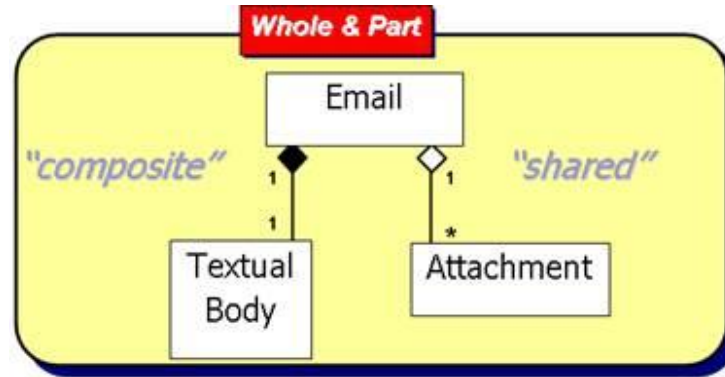 Whole & Part
Email
"composite"
"shared"
1
1
1
*
Textual
Body
Attachment